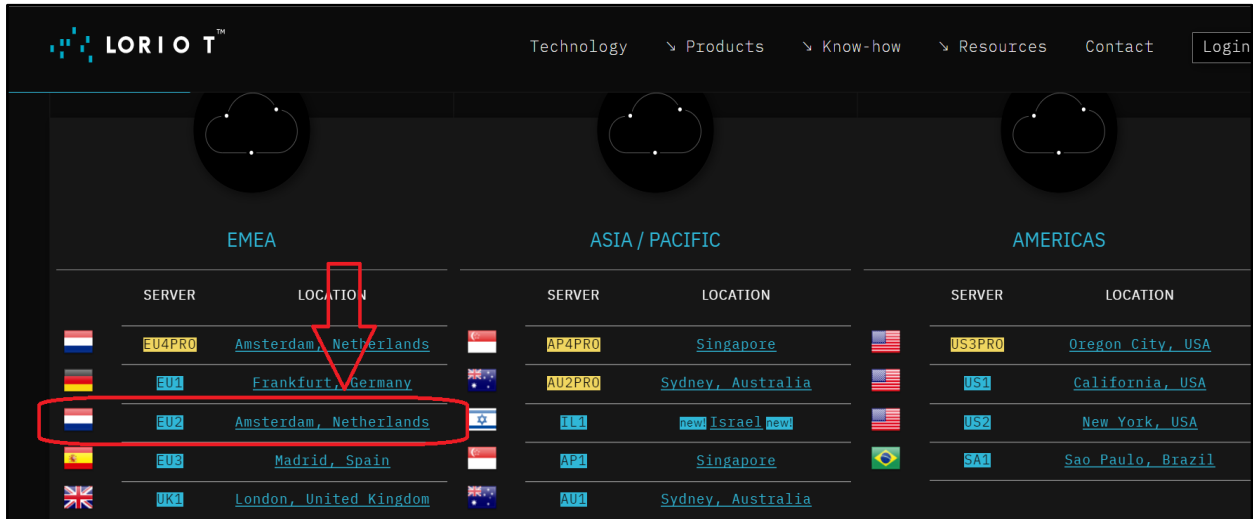 LORIOT™ Technology ↘ Products ↘ Know-how ↘ Resources Contact Login
EMEA ASIA / PACIFIC AMERICAS
SERVER LOCATION SERVER LOCATION SERVER LOCATION
EU4PRO Amsterdam, Netherlands AP4PRO Singapore US3PRO Oregon City, USA
EU1 Frankfurt, Germany AU2PRO Sydney, Australia US1 California, USA
EU2 Amsterdam, Netherlands IL1 new! Israel new! US2 New York, USA
EU3 Madrid, Spain AP1 Singapore SA1 Sao Paulo, Brazil
UK1 London, United Kingdom AU1 Sydney, Australia